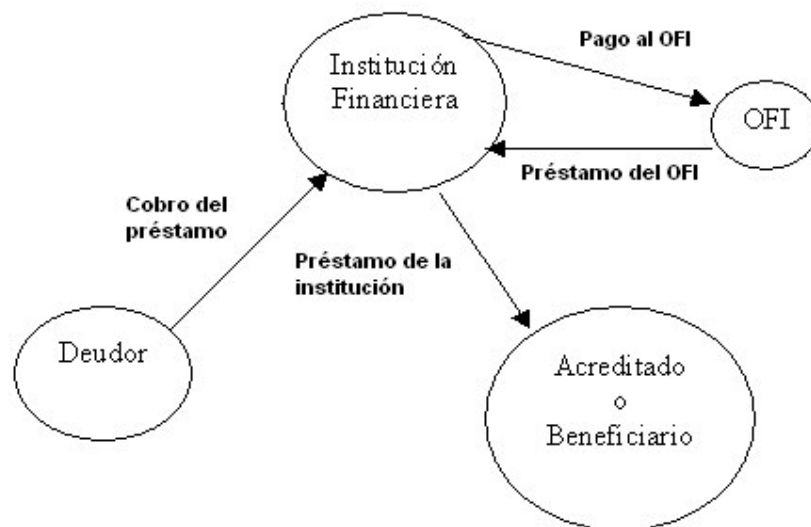 Pago al OFI
Institución
Financiera
OFI
Préstamo del OFI
Cobro del
préstamo
Préstamo de la
institución
Deudor
Acreditado
o
Beneficiario